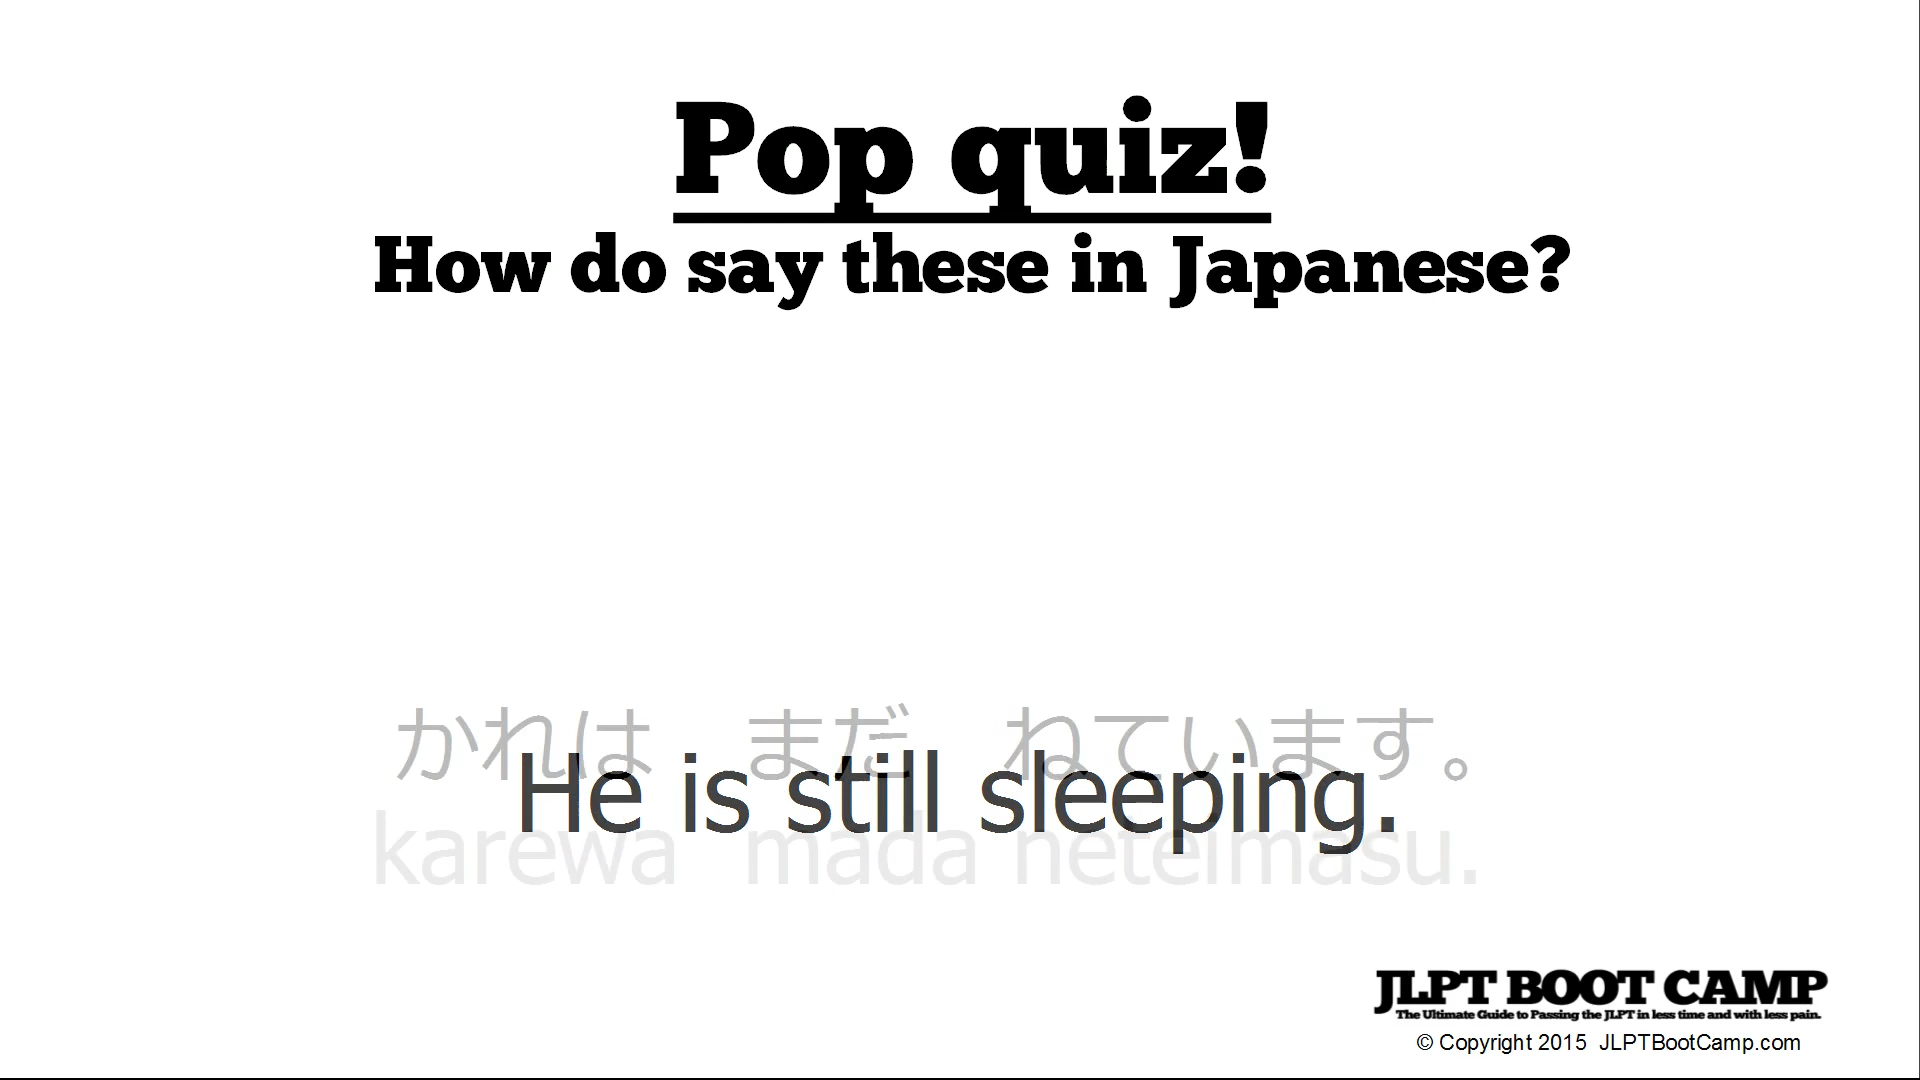 Pop quiz!
How do say these in Japanese?
かれは まだ ねています。
He is still sleeping.
karewa mada neteimasu.
JLPT BOOT CAMP
The Ultimate Guide to Passing the JLPT in less time and with less pain.
© Copyright 2015 JLPTBootCamp.com